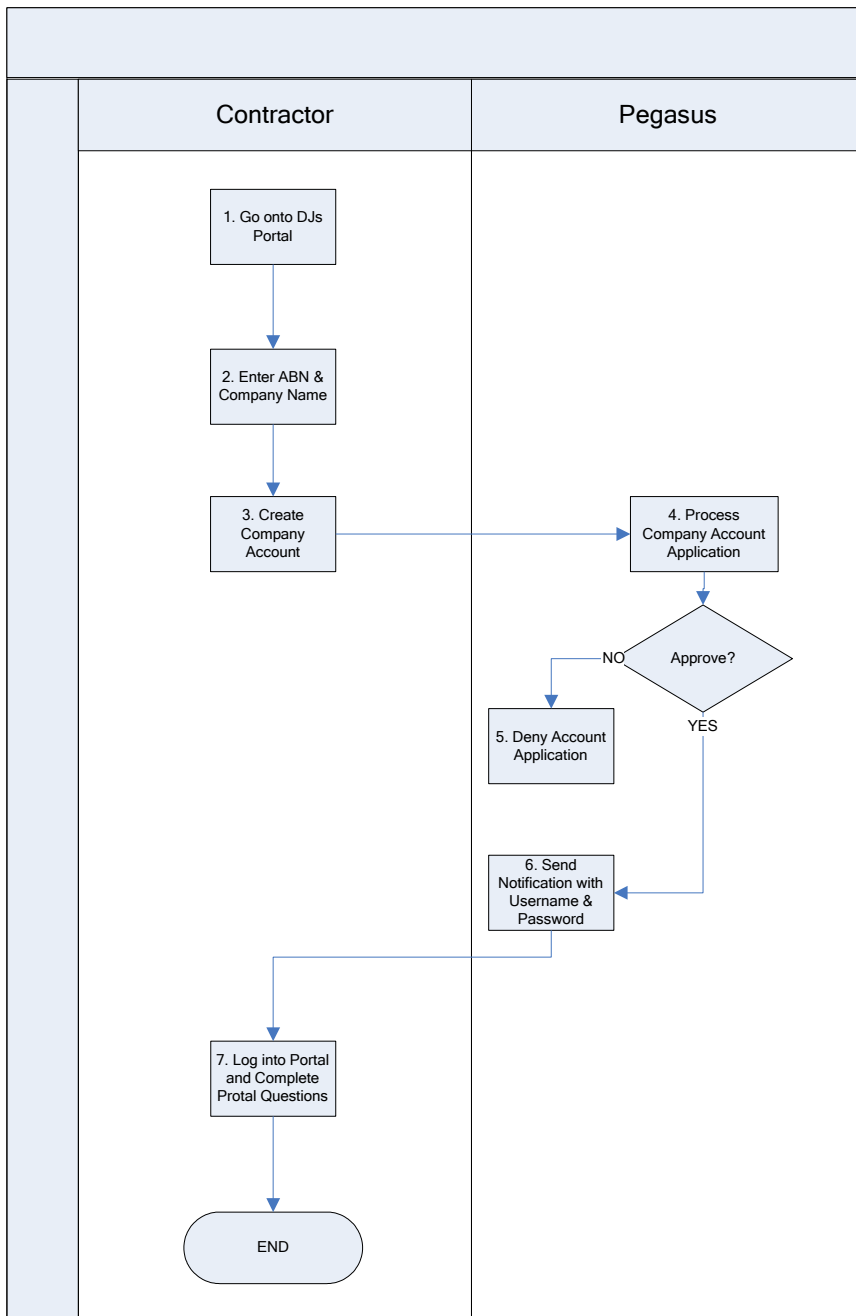 Contractor
Pegasus
1. Go onto DJs
Portal
2. Enter ABN &
Company Name
3. Create
Company
Account
4. Process
Company Account
Application
Approve?
NO
YES
5. Deny Account
Application
6. Send
Notification with
Username &
Password
7. Log into Portal
and Complete
Protal Questions
END